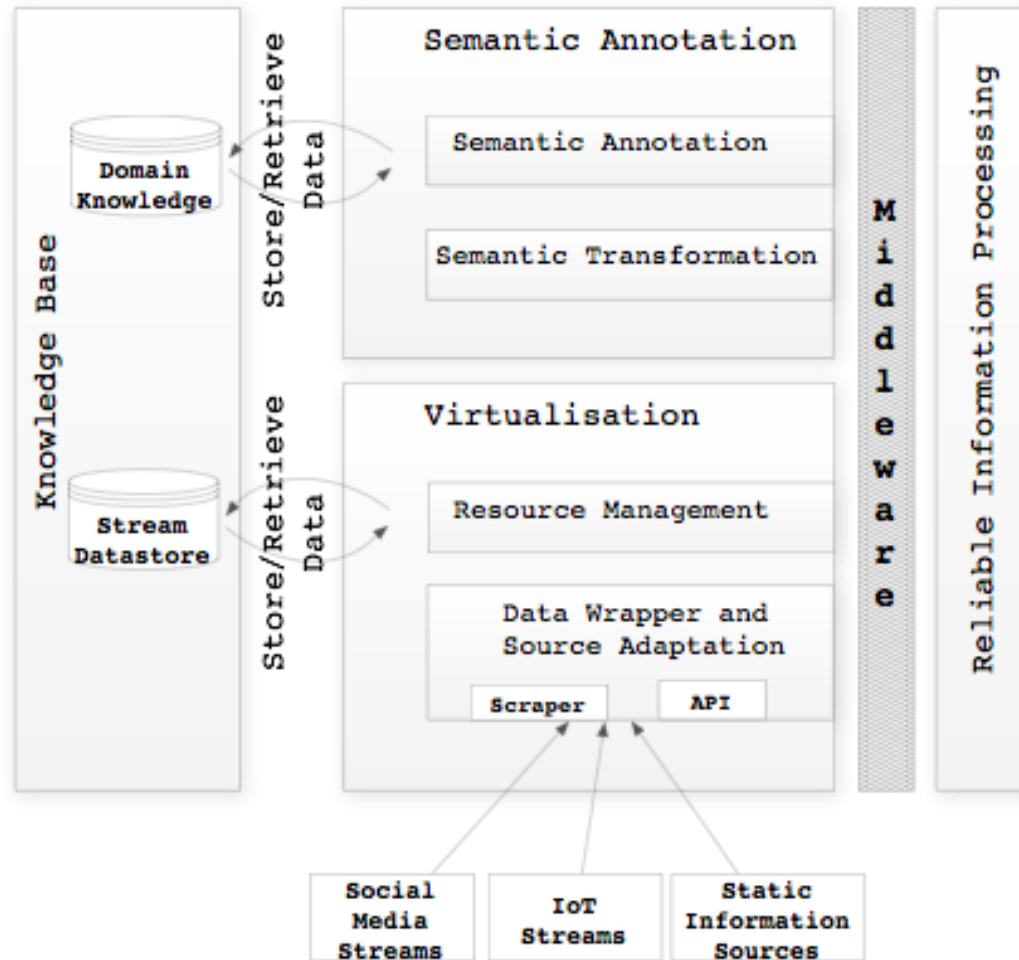 Knowledge Base
Domain
Knowledge
Stream
Datastore
Store/Retrieve
Data
Store/Retrieve
Data
Semantic Annotation
Semantic Annotation
Semantic Transformation
Virtualisation
Resource Management
Data Wrapper and
Source Adaptation
Scraper
API
Middleware
Reliable Information Processing
Social
Media
Streams
IoT
Streams
Static
Information
Sources